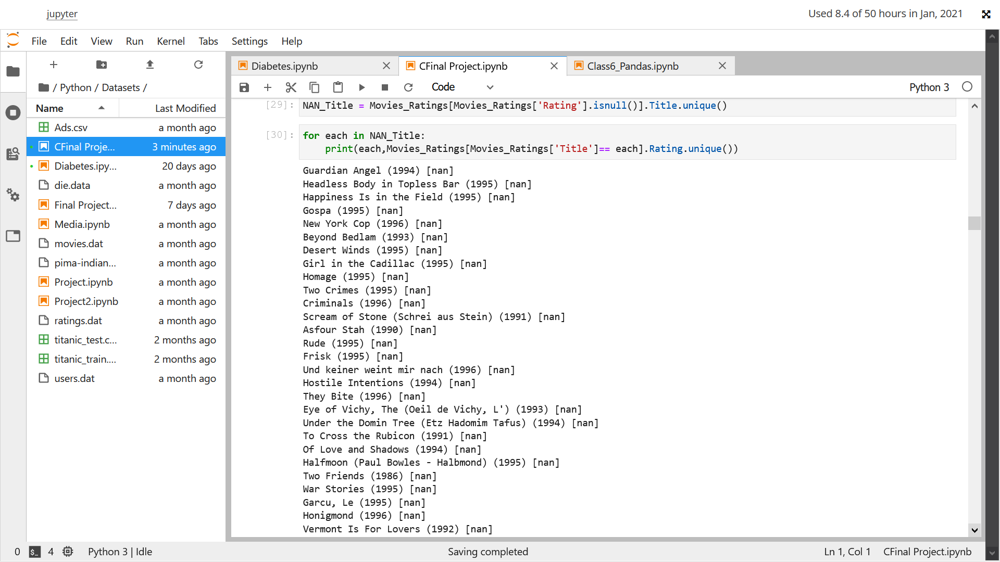 jupyter
Used 8.4 of 50 hours in Jan, 2021
File Edit View Run Kernel Tabs Settings Help
/ Python / Datasets /
Name Last Modified
Ads.csv a month ago
CFinal Proje... 3 minutes ago
Diabetes.ipy... 20 days ago
die.data a month ago
Final Project... 7 days ago
Media.ipynb a month ago
movies.dat a month ago
pima-indian... a month ago
Project.ipynb a month ago
Project2.ipynb a month ago
ratings.dat a month ago
titanic_test.c... 2 months ago
titanic_train.... 2 months ago
users.dat a month ago
Diabetes.ipynb CFinal Project.ipynb Class6_Pandas.ipynb
Code Python 3
[29]: NAN_Title = Movies_Ratings[Movies_Ratings['Rating'].isnull()].Title.unique()
[30]: for each in NAN_Title:
print(each,Movies_Ratings[Movies_Ratings['Title']== each].Rating.unique())
Guardian Angel (1994) [nan]
Headless Body in Topless Bar (1995) [nan]
Happiness Is in the Field (1995) [nan]
Gospa (1995) [nan]
New York Cop (1996) [nan]
Beyond Bedlam (1993) [nan]
Desert Winds (1995) [nan]
Girl in the Cadillac (1995) [nan]
Homage (1995) [nan]
Two Crimes (1995) [nan]
Criminals (1996) [nan]
Scream of Stone (Schrei aus Stein) (1991) [nan]
Asfour Stah (1990) [nan]
Rude (1995) [nan]
Frisk (1995) [nan]
Und keiner weint mir nach (1996) [nan]
Hostile Intentions (1994) [nan]
They Bite (1996) [nan]
Eye of Vichy, The (Oeil de Vichy, L') (1993) [nan]
Under the Domin Tree (Etz Hadomim Tafus) (1994) [nan]
To Cross the Rubicon (1991) [nan]
Of Love and Shadows (1994) [nan]
Halfmoon (Paul Bowles - Halbmond) (1995) [nan]
Two Friends (1986) [nan]
War Stories (1995) [nan]
Garcu, Le (1995) [nan]
Honigmond (1996) [nan]
Vermont Is For Lovers (1992) [nan]
0 $_ 4 Python 3 | Idle Saving completed Ln 1, Col 1 CFinal Project.ipynb